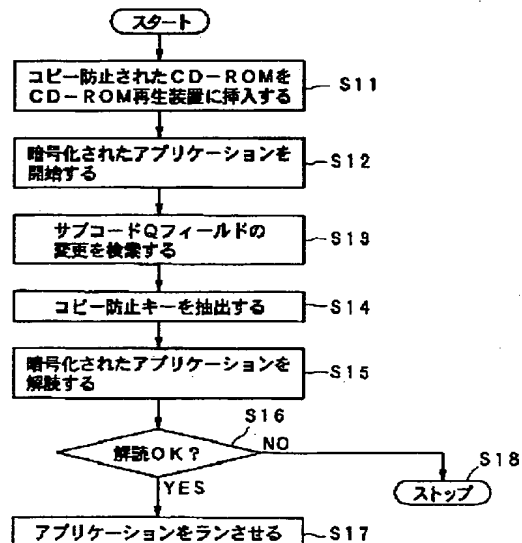 スタート
コピー防止されたCD-ROMを
CD-ROM再生装置に挿入する
S11
暗号化されたアプリケーションを
開始する
S12
サブコードQフィールドの
変更を検索する
S13
コピー防止キーを抽出する
S14
暗号化されたアプリケーションを
解読する
S15
S16
解読OK?
NO
YES
S18
ストップ
アプリケーションをランさせる
S17